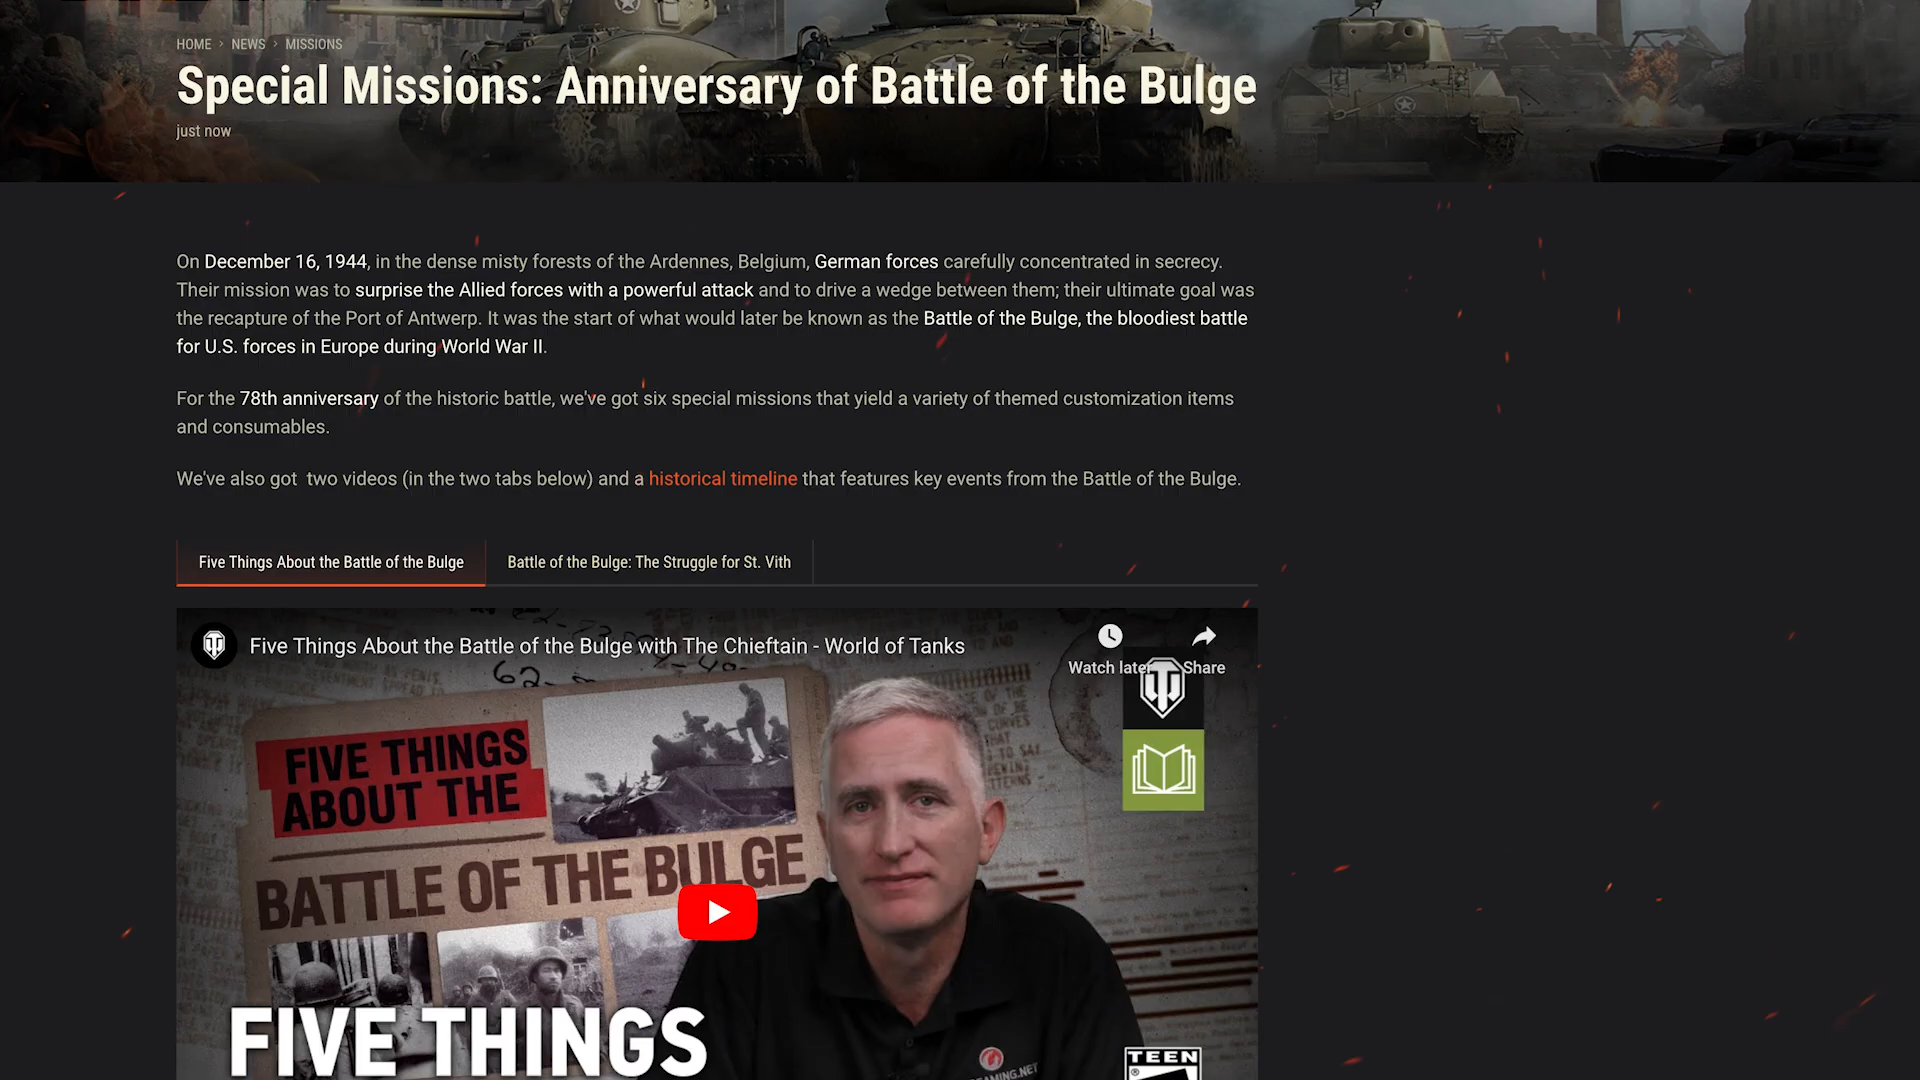 HOME > NEWS > MISSIONS
Special Missions: Anniversary of Battle of the Bulge
just now
On December 16, 1944, in the dense misty forests of the Ardennes, Belgium, German forces carefully concentrated in secrecy.
Their mission was to surprise the Allied forces with a powerful attack and to drive a wedge between them; their ultimate goal was
the recapture of the Port of Antwerp. It was the start of what would later be known as the Battle of the Bulge, the bloodiest battle
for U.S. forces in Europe during World War II.
For the 78th anniversary of the historic battle, we've got six special missions that yield a variety of themed customization items
and consumables.
We've also got two videos (in the two tabs below) and a historical timeline that features key events from the Battle of the Bulge.
Five Things About the Battle of the Bulge
Battle of the Bulge: The Struggle for St. Vith
Five Things About the Battle of the Bulge with The Chieftain - World of Tanks
Watch later
Share
FIVE THINGS
ABOUT THE
BATTLE OF THE BULGE
FIVE THINGS
TEEN